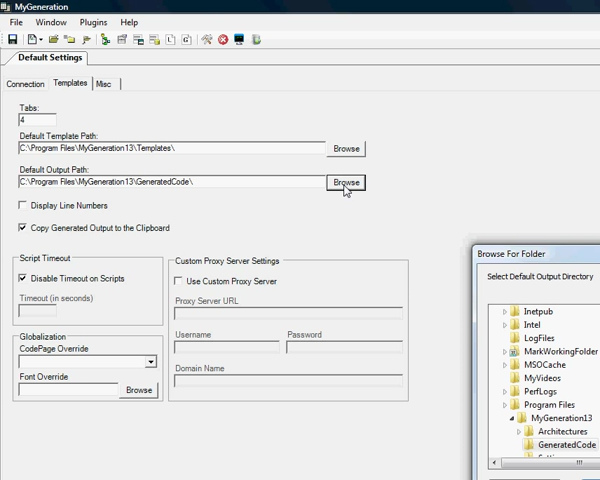 MyGeneration
File Window Plugins Help
Default Settings
Connection Templates Misc
Tabs:
4
Default Template Path:
C:\Program Files\MyGeneration13\Templates\ Browse
Default Output Path:
C:\Program Files\MyGeneration13\GeneratedCode\ Browse
Display Line Numbers
Copy Generated Output to the Clipboard
Script Timeout
Disable Timeout on Scripts
Timeout (in seconds)
Globalization
CodePage Override
Font Override
Browse
Custom Proxy Server Settings
Use Custom Proxy Server
Proxy Server URL
Username Password
Domain Name
Browse For Folder
Select Default Output Directory
Inetpub
Intel
LogFiles
MarkWorkingFolder
MSOCache
MyVideos
PerfLogs
Program Files
MyGeneration13
Architectures
GeneratedCode